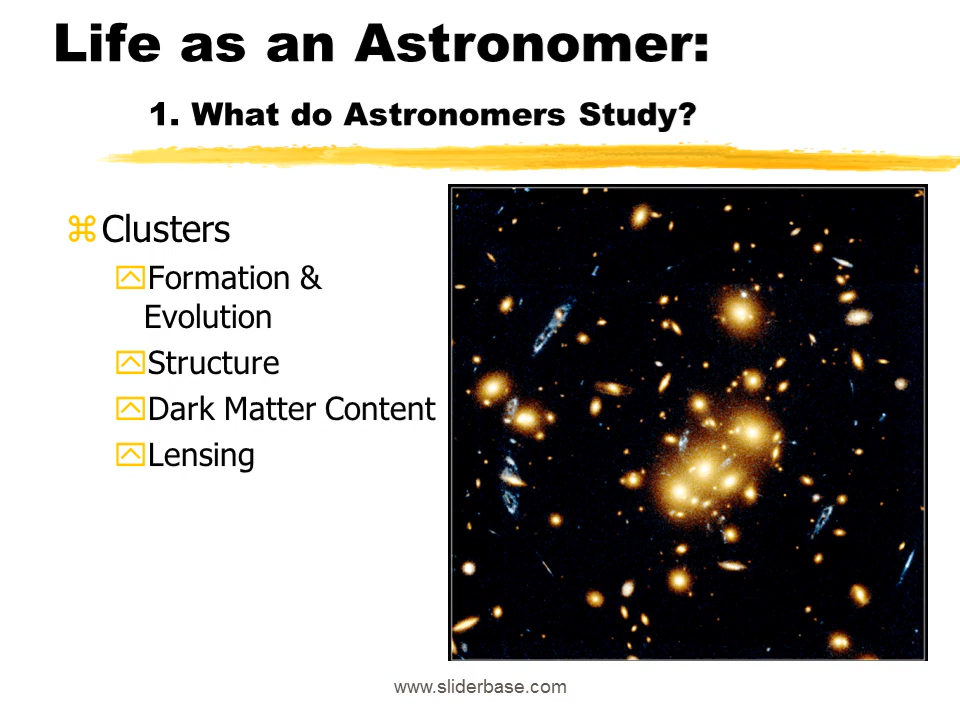 Life as an Astronomer:
1. What do Astronomers Study?
Clusters
Formation &
Evolution
Structure
Dark Matter Content
Lensing
www.sliderbase.com